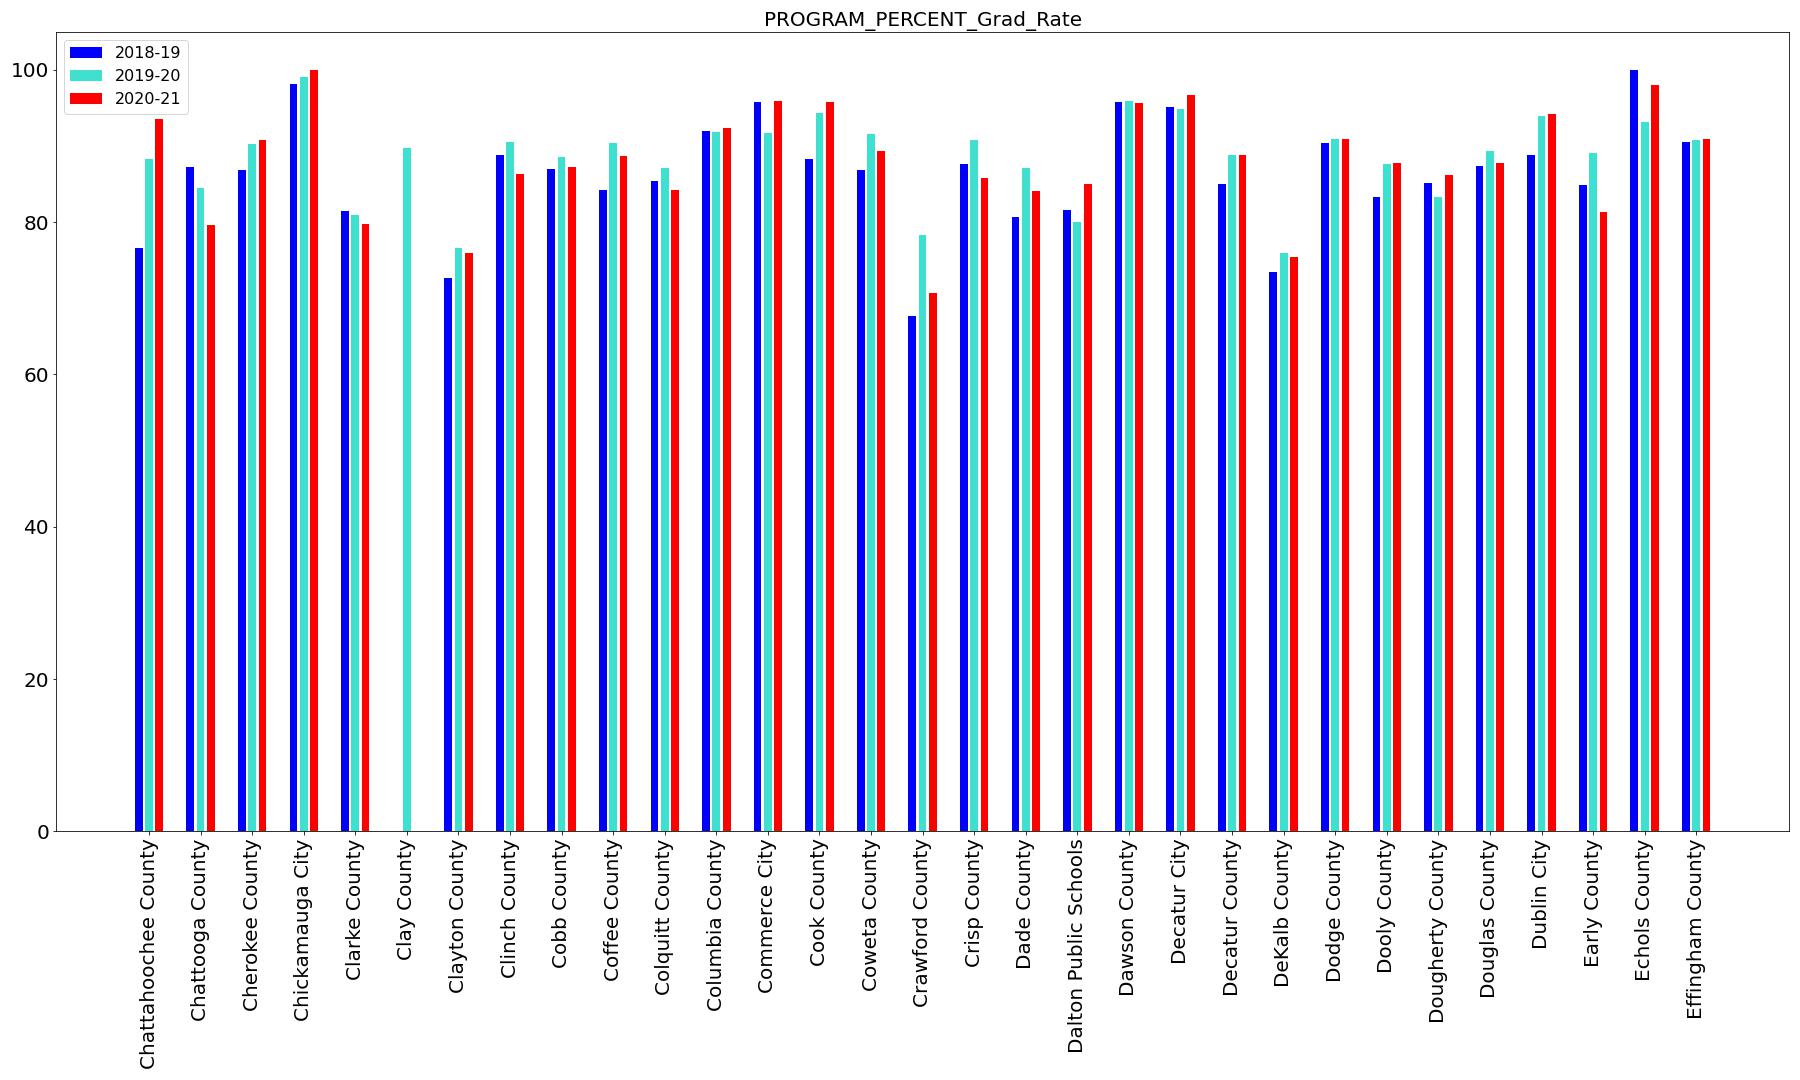 PROGRAM_PERCENT_Grad_Rate
2018-19
2019-20
2020-21
100
80
60
40
20
0
Chattahoochee County
Chattooga County
Cherokee County
Chickamauga City
Clarke County
Clay County
Clayton County
Clinch County
Cobb County
Coffee County
Colquitt County
Columbia County
Commerce City
Cook County
Coweta County
Crawford County
Crisp County
Dade County
Dalton Public Schools
Dawson County
Decatur City
Decatur County
DeKalb County
Dodge County
Dooly County
Dougherty County
Douglas County
Dublin City
Early County
Echols County
Effingham County